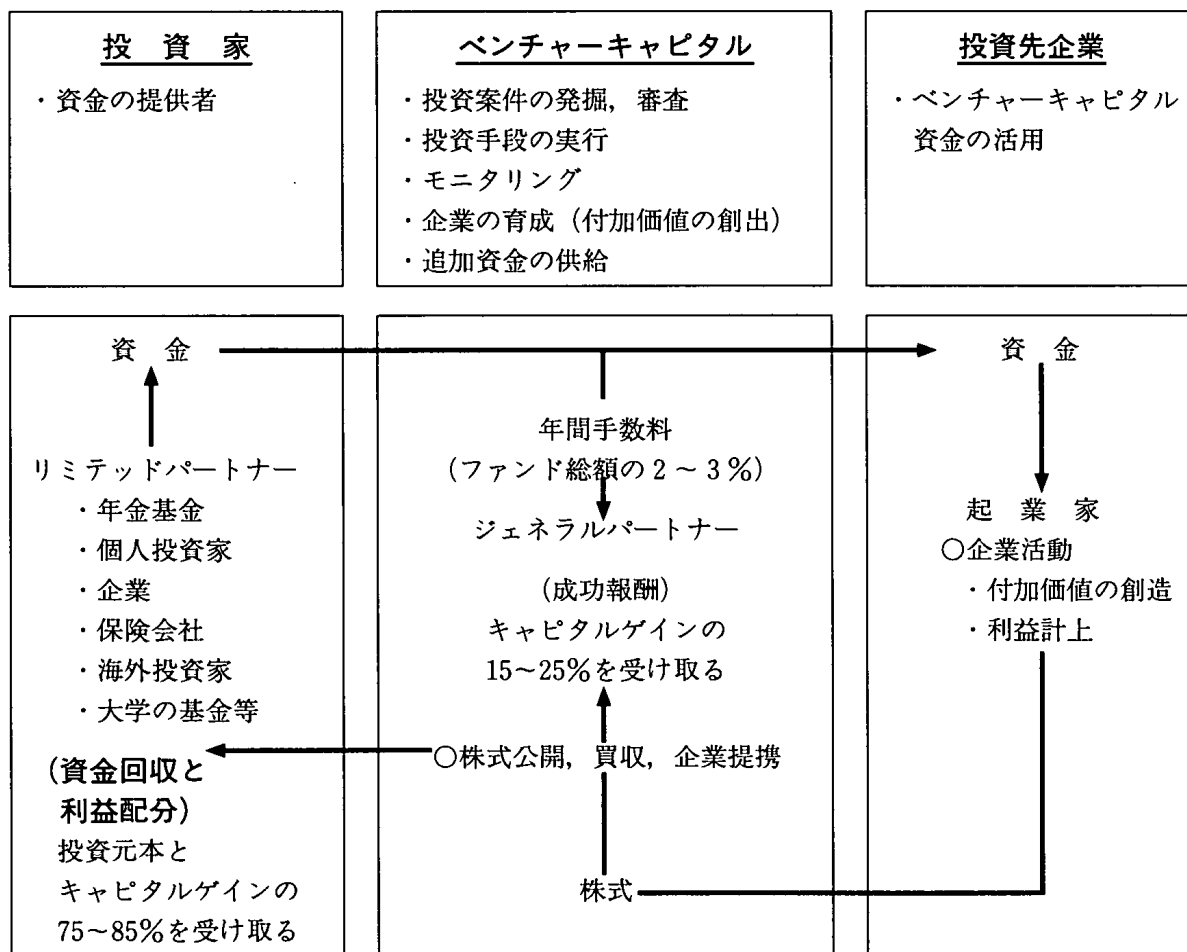 投資家
・資金の提供者
ベンチャーキャピタル
・投資案件の発掘，審査
・投資手段の実行
・モニタリング
・企業の育成（付加価値の創出）
・追加資金の供給
投資先企業
・ベンチャーキャピタル
資金の活用
資金
リミテッドパートナー
・年金基金
・個人投資家
・企業
・保険会社
・海外投資家
・大学の基金等
（資金回収と
利益配分）
投資元本と
キャピタルゲインの
75～85％を受け取る
年間手数料
（ファンド総額の2～3％）
ジェネラルパートナー
（成功報酬）
キャピタルゲインの
15～25％を受け取る
○株式公開，買収，企業提携
株式
資金
起業家
○企業活動
・付加価値の創造
・利益計上